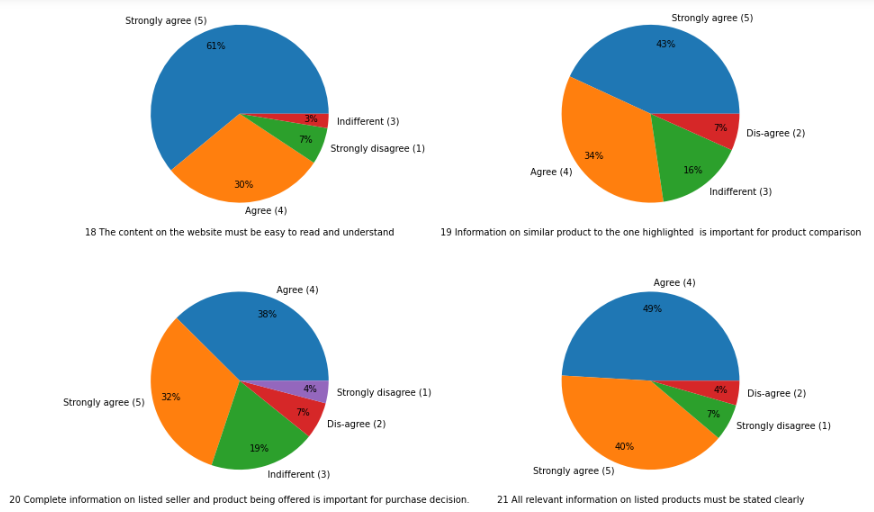 Strongly agree (5)
61%
3%
Indifferent (3)
7%
Strongly disagree (1)
30%
Agree (4)
18 The content on the website must be easy to read and understand
Strongly agree (5)
43%
7%
Dis-agree (2)
34%
16%
Agree (4)
Indifferent (3)
19 Information on similar product to the one highlighted  is important for product comparison
Agree (4)
38%
4%
Strongly disagree (1)
Strongly agree (5)
32%
7%
Dis-agree (2)
19%
Indifferent (3)
20 Complete information on listed seller and product being offered is important for purchase decision.
Agree (4)
49%
4%
Dis-agree (2)
7%
Strongly disagree (1)
40%
Strongly agree (5)
21 All relevant information on listed products must be stated clearly